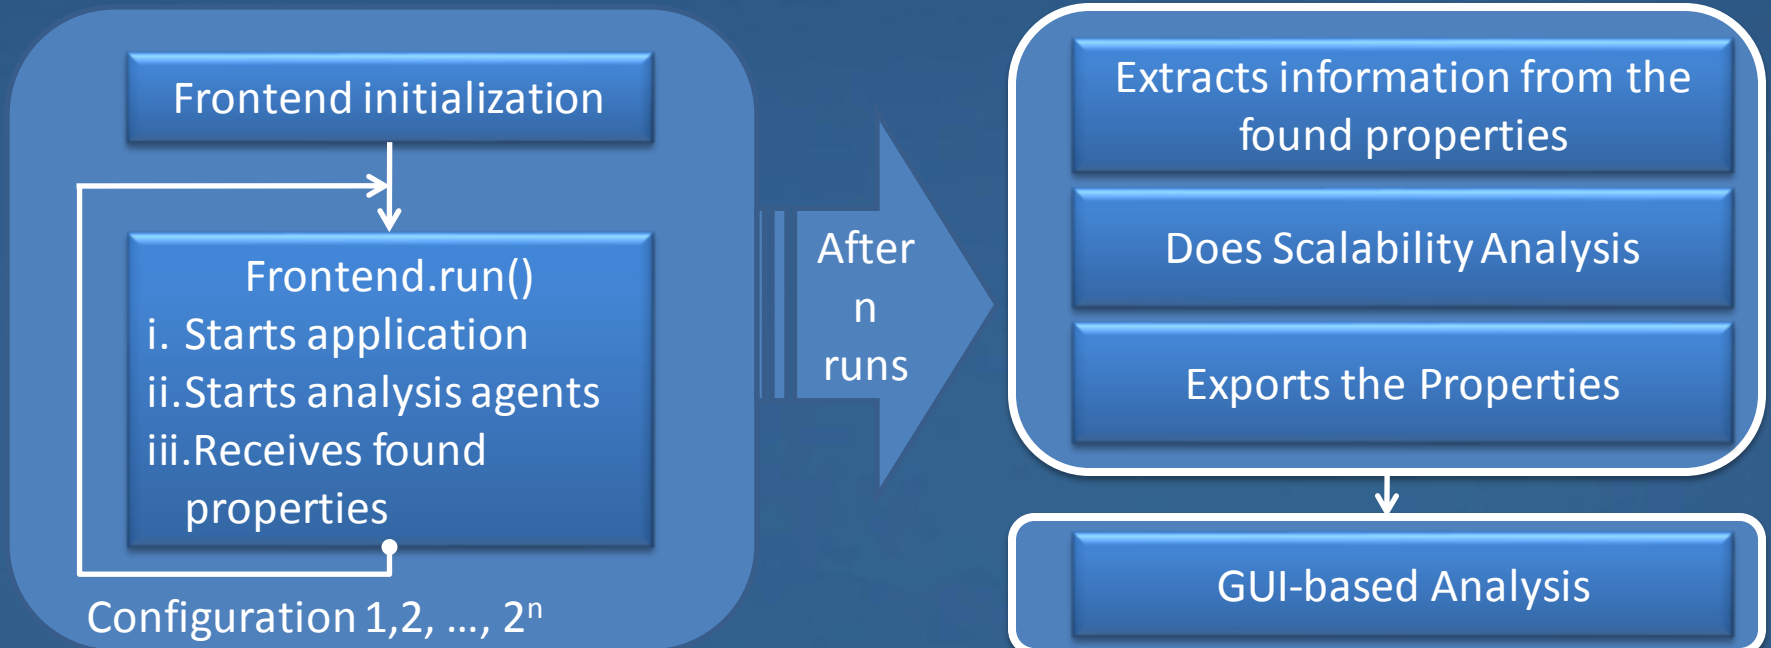 Frontend initialization
Frontend.run()
i. Starts application
ii. Starts analysis agents
iii. Receives found
properties
Configuration 1,2, ..., 2ⁿ
After
n
runs
Extracts information from the
found properties
Does Scalability Analysis
Exports the Properties
GUI-based Analysis